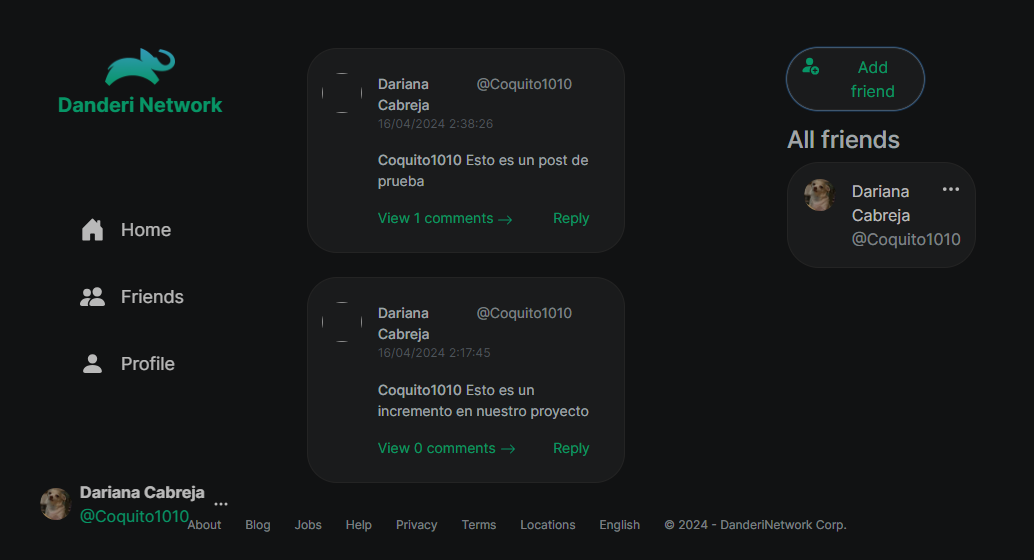 Danderi Network
Home
Friends
Profile
Dariana Cabreja
@Coquito1010
Dariana @Coquito1010
Cabreja
16/04/2024 2:38:26
Coquito1010 Esto es un post de
prueba
View 1 comments → Reply
Dariana @Coquito1010
Cabreja
16/04/2024 2:17:45
Coquito1010 Esto es un
incremento en nuestro proyecto
View 0 comments → Reply
Add
friend
All friends
Dariana
Cabreja
@Coquito1010
About Blog Jobs Help Privacy Terms Locations English © 2024 - DanderiNetwork Corp.